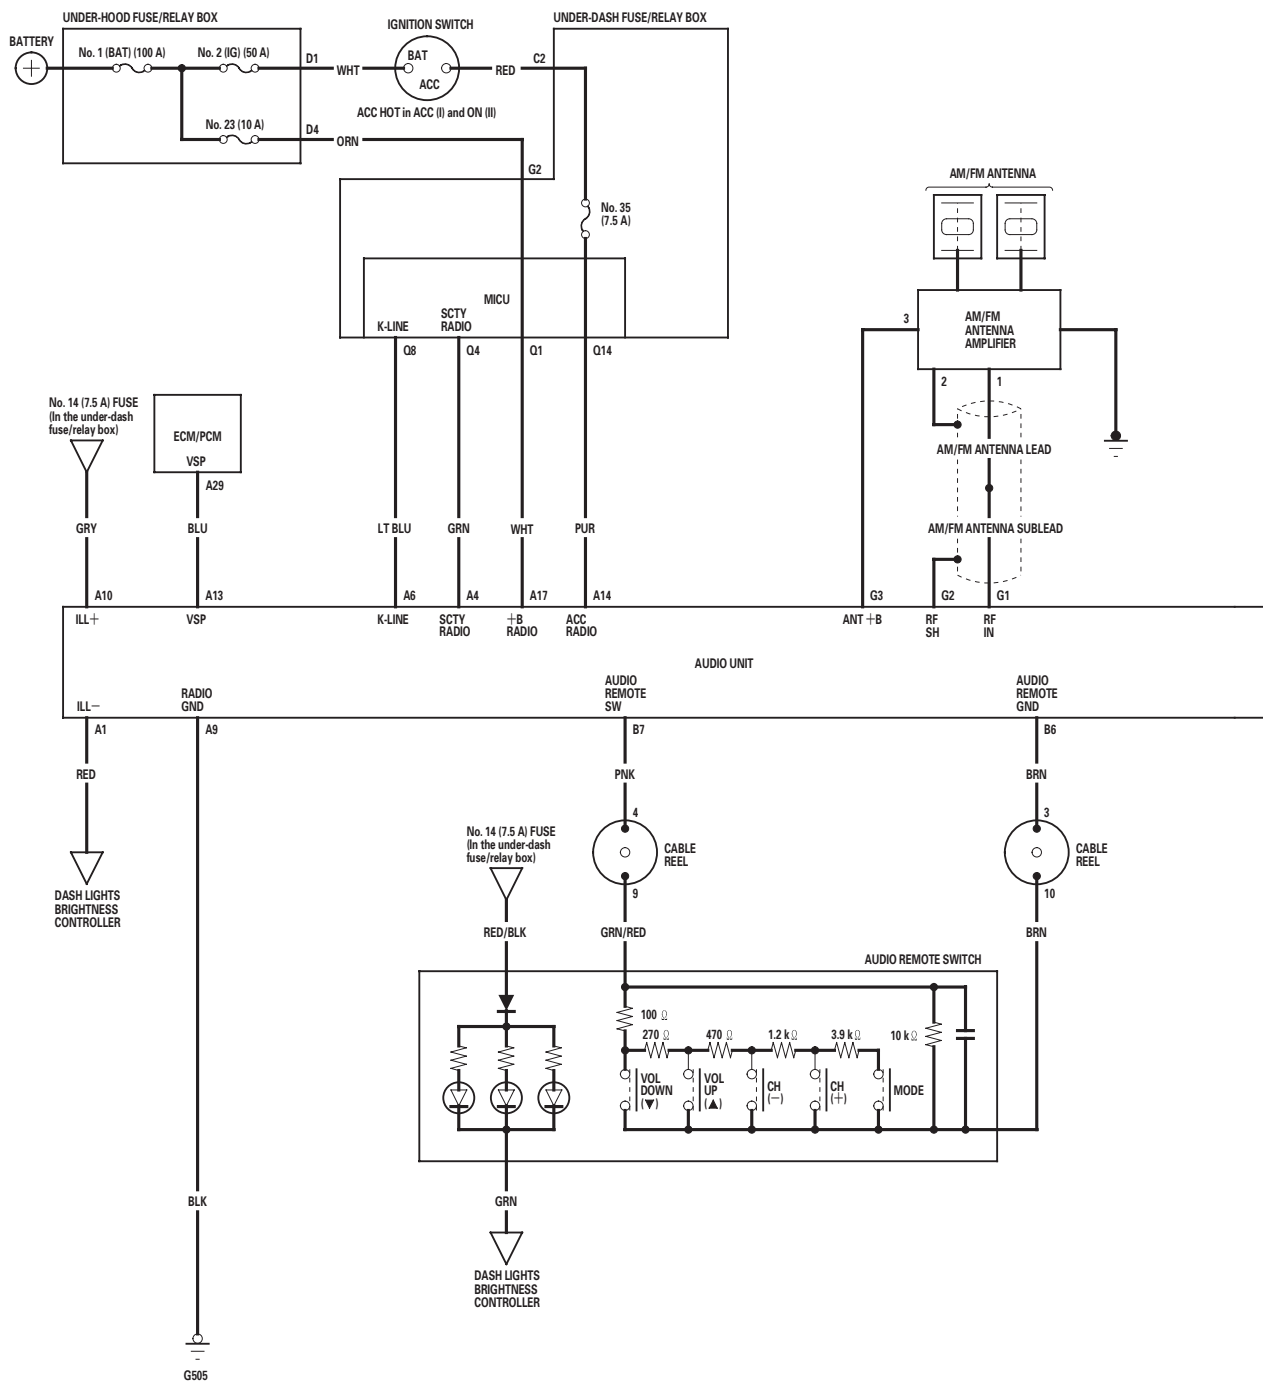 UNDER-HOOD FUSE/RELAY BOX
IGNITION SWITCH
UNDER-DASH FUSE/RELAY BOX
BATTERY
No. 1 (BAT) (100 A)
No. 2 (IG) (50 A)
D1
WHT
BAT
ACC
RED
C2
ACC HOT in ACC (I) and ON (II)
No. 23 (10 A)
D4
ORN
G2
No. 35
(7.5 A)
MICU
K-LINE
SCTY
RADIO
Q8
Q4
Q1
Q14
AM/FM ANTENNA
3
AM/FM
ANTENNA
AMPLIFIER
2
1
AM/FM ANTENNA LEAD
AM/FM ANTENNA SUBLEAD
No. 14 (7.5 A) FUSE
(In the under-dash
fuse/relay box)
ECM/PCM
VSP
A29
GRY
BLU
LT BLU
GRN
WHT
PUR
A10
A13
A6
A4
A17
A14
G3
G2
G1
ILL+
VSP
K-LINE
SCTY
RADIO
+B
RADIO
ACC
RADIO
ANT +B
RF
SH
RF
IN
AUDIO UNIT
ILL−
RADIO
GND
AUDIO
REMOTE
SW
AUDIO
REMOTE
GND
A1
A9
B7
B6
RED
PNK
BRN
DASH LIGHTS
BRIGHTNESS
CONTROLLER
No. 14 (7.5 A) FUSE
(In the under-dash
fuse/relay box)
4
CABLE
REEL
9
3
CABLE
REEL
10
RED/BLK
GRN/RED
BRN
AUDIO REMOTE SWITCH
100 Ω
270 Ω
470 Ω
1.2 k Ω
3.9 k Ω
10 k Ω
VOL
DOWN
(▼)
VOL
UP
(▲)
CH
(−)
CH
(+)
MODE
BLK
GRN
DASH LIGHTS
BRIGHTNESS
CONTROLLER
G505